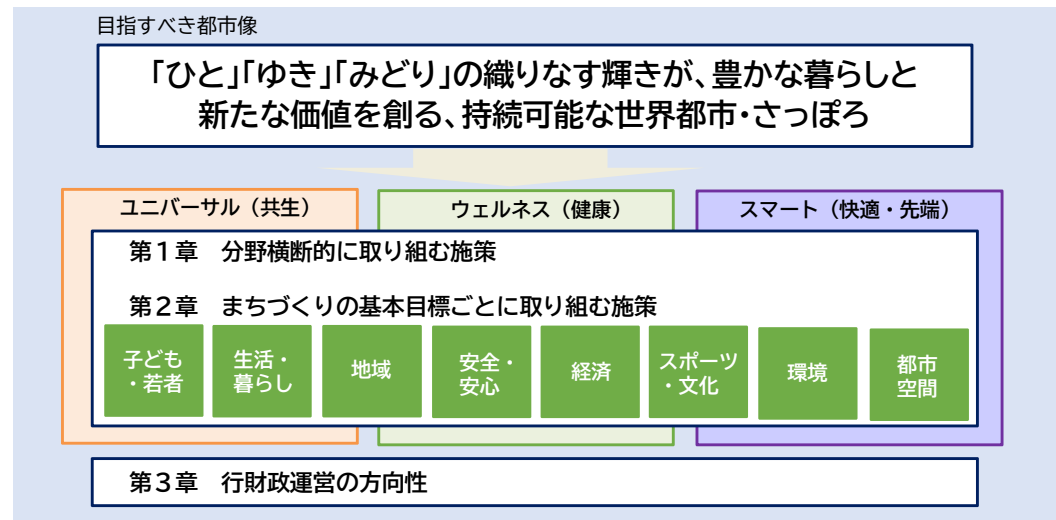 目指すべき都市像
「ひと」「ゆき」「みどり」の織りなす輝きが、豊かな暮らしと
新たな価値を創る、持続可能な世界都市・さっぽろ
ユニバーサル（共生）
ウェルネス（健康）
スマート（快適・先端）
第１章　分野横断的に取り組む施策
第２章　まちづくりの基本目標ごとに取り組む施策
子ども
・若者
生活・
暮らし
地域
安全・
安心
経済
スポーツ
・文化
環境
都市
空間
第３章　行財政運営の方向性